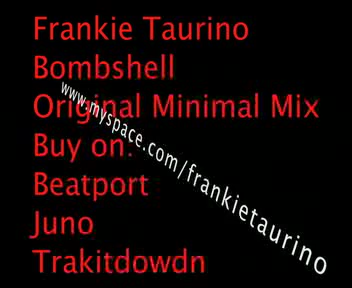 Frankie Taurino
Bombshell
Original Minimal Mix
Buy on:
Beatport
Juno
Trakitdowdn
www.myspace.com/frankietaurino